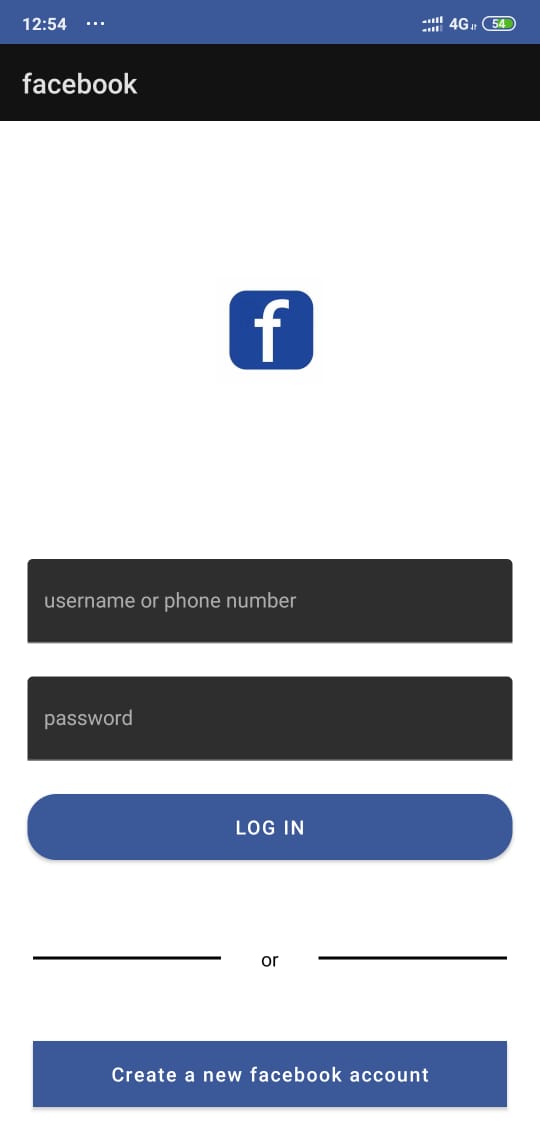 12:54 ... 4G 54
facebook
f
username or phone number
password
LOG IN
or
Create a new facebook account